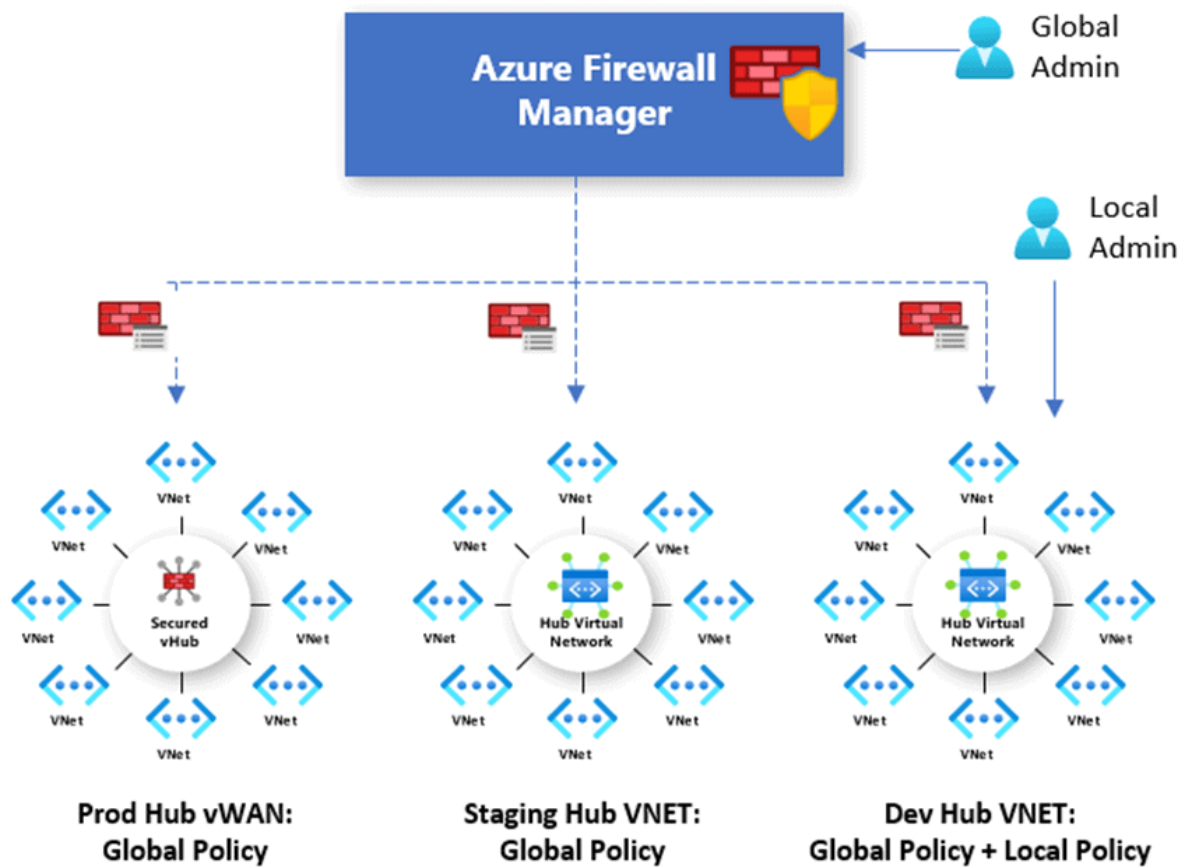 Azure Firewall
Manager
Global
Admin
Local
Admin
VNet
VNet
VNet
VNet
VNet
VNet
VNet
VNet
Secured
vHub
VNet
VNet
VNet
VNet
VNet
VNet
VNet
VNet
Hub Virtual
Network
VNet
VNet
VNet
VNet
VNet
VNet
VNet
VNet
Hub Virtual
Network
Prod Hub vWAN:
Global Policy
Staging Hub VNET:
Global Policy
Dev Hub VNET:
Global Policy + Local Policy